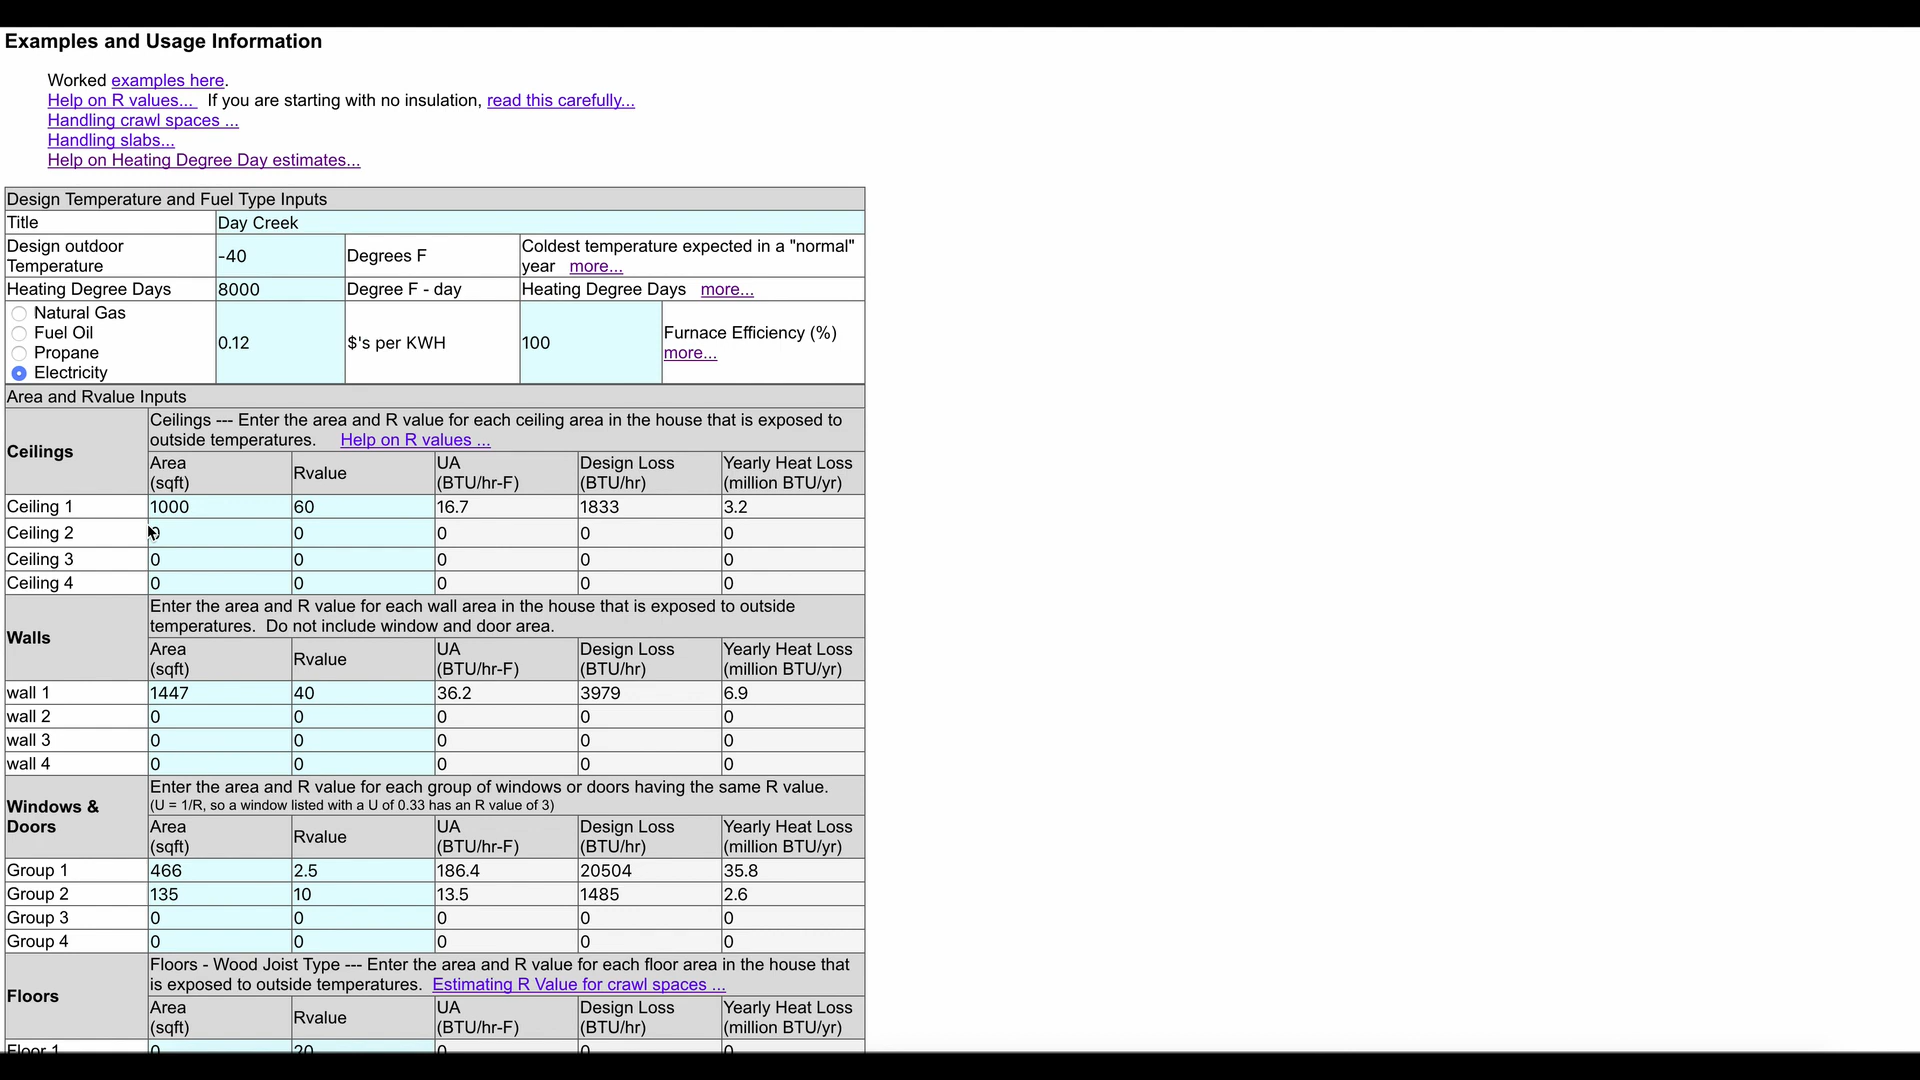 Examples and Usage Information
Worked examples here.
Help on R values... If you are starting with no insulation, read this carefully...
Handling crawl spaces ...
Handling slabs...
Help on Heating Degree Day estimates...
Design Temperature and Fuel Type Inputs
Title Day Creek
Design outdoor Temperature -40 Degrees F Coldest temperature expected in a "normal" year more...
Heating Degree Days 8000 Degree F - day Heating Degree Days more...
Natural Gas
Fuel Oil
Propane
Electricity
0.12 $'s per KWH 100 Furnace Efficiency (%) more...
Area and Rvalue Inputs
Ceilings
Ceilings --- Enter the area and R value for each ceiling area in the house that is exposed to
outside temperatures. Help on R values ...
Area (sqft) Rvalue UA (BTU/hr-F) Design Loss (BTU/hr) Yearly Heat Loss (million BTU/yr)
Ceiling 1 1000 60 16.7 1833 3.2
Ceiling 2 0 0 0 0 0
Ceiling 3 0 0 0 0 0
Ceiling 4 0 0 0 0 0
Walls
Enter the area and R value for each wall area in the house that is exposed to outside
temperatures. Do not include window and door area.
Area (sqft) Rvalue UA (BTU/hr-F) Design Loss (BTU/hr) Yearly Heat Loss (million BTU/yr)
wall 1 1447 40 36.2 3979 6.9
wall 2 0 0 0 0 0
wall 3 0 0 0 0 0
wall 4 0 0 0 0 0
Windows & Doors
Enter the area and R value for each group of windows or doors having the same R value.
(U = 1/R, so a window listed with a U of 0.33 has an R value of 3)
Area (sqft) Rvalue UA (BTU/hr-F) Design Loss (BTU/hr) Yearly Heat Loss (million BTU/yr)
Group 1 466 2.5 186.4 20504 35.8
Group 2 135 10 13.5 1485 2.6
Group 3 0 0 0 0 0
Group 4 0 0 0 0 0
Floors
Floors - Wood Joist Type --- Enter the area and R value for each floor area in the house that
is exposed to outside temperatures. Estimating R Value for crawl spaces ...
Area (sqft) Rvalue UA (BTU/hr-F) Design Loss (BTU/hr) Yearly Heat Loss (million BTU/yr)
Floor 1 0 20 0 0 0